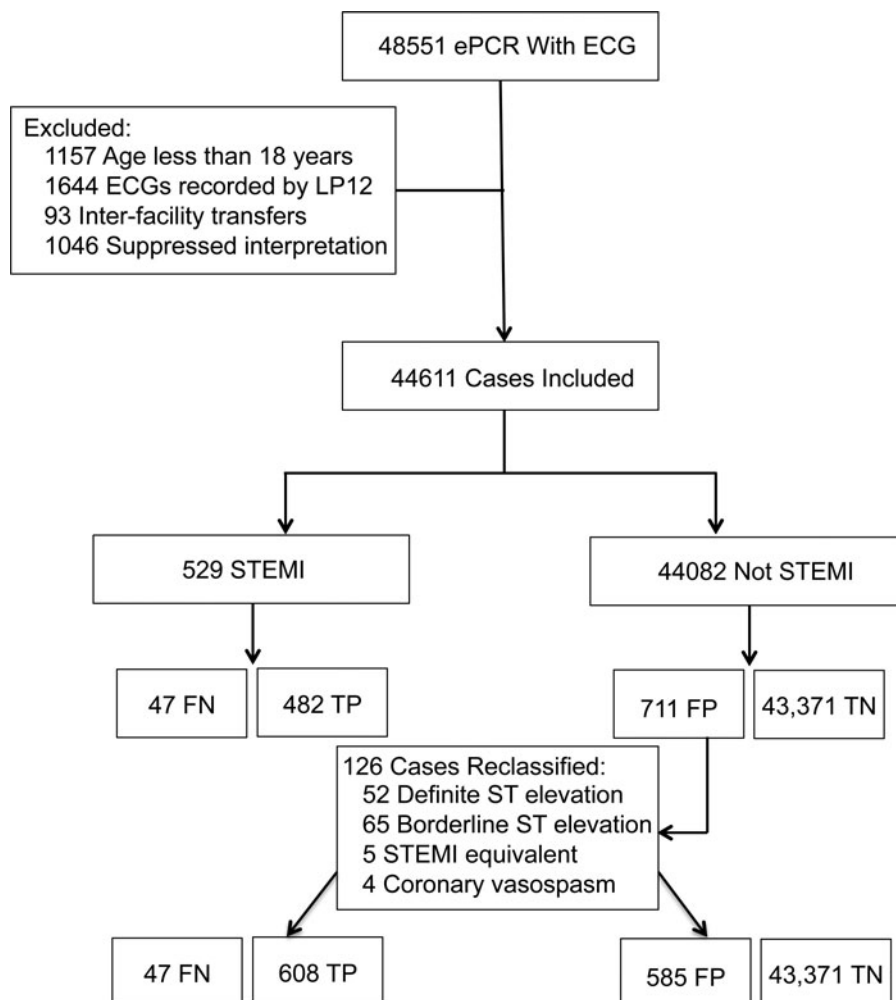 48551 ePCR With ECG
Excluded:
1157 Age less than 18 years
1644 ECGs recorded by LP12
93 Inter-facility transfers
1046 Suppressed interpretation
44611 Cases Included
529 STEMI
44082 Not STEMI
47 FN
482 TP
711 FP
43,371 TN
126 Cases Reclassified:
52 Definite ST elevation
65 Borderline ST elevation
5 STEMI equivalent
4 Coronary vasospasm
47 FN
608 TP
585 FP
43,371 TN